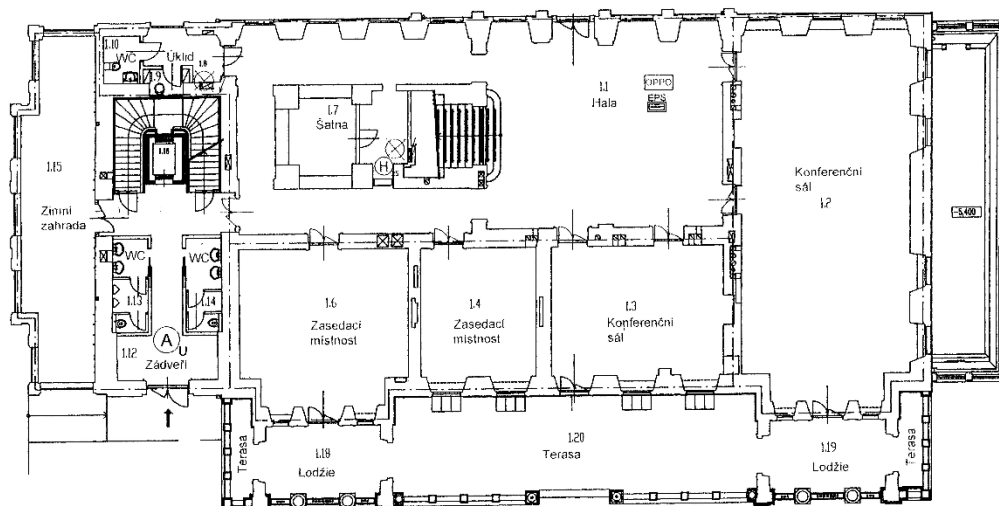 1.10
WC
Úklid
1.8
1.9
1.1
Hala
OPPO
EPS
1.7
Šatna
H
1.16
1.15
Zimní
zahrada
Konferenční
sál
1.2
-5,400
WC
WC
1.13
1.14
1.6
Zasedací
místnost
1.4
Zasedací
místnost
1.3
Konferenční
sál
A
U
1.12
Zádveří
Terasa
1.18
Lodžie
1.20
Terasa
1.19
Lodžie
Terasa